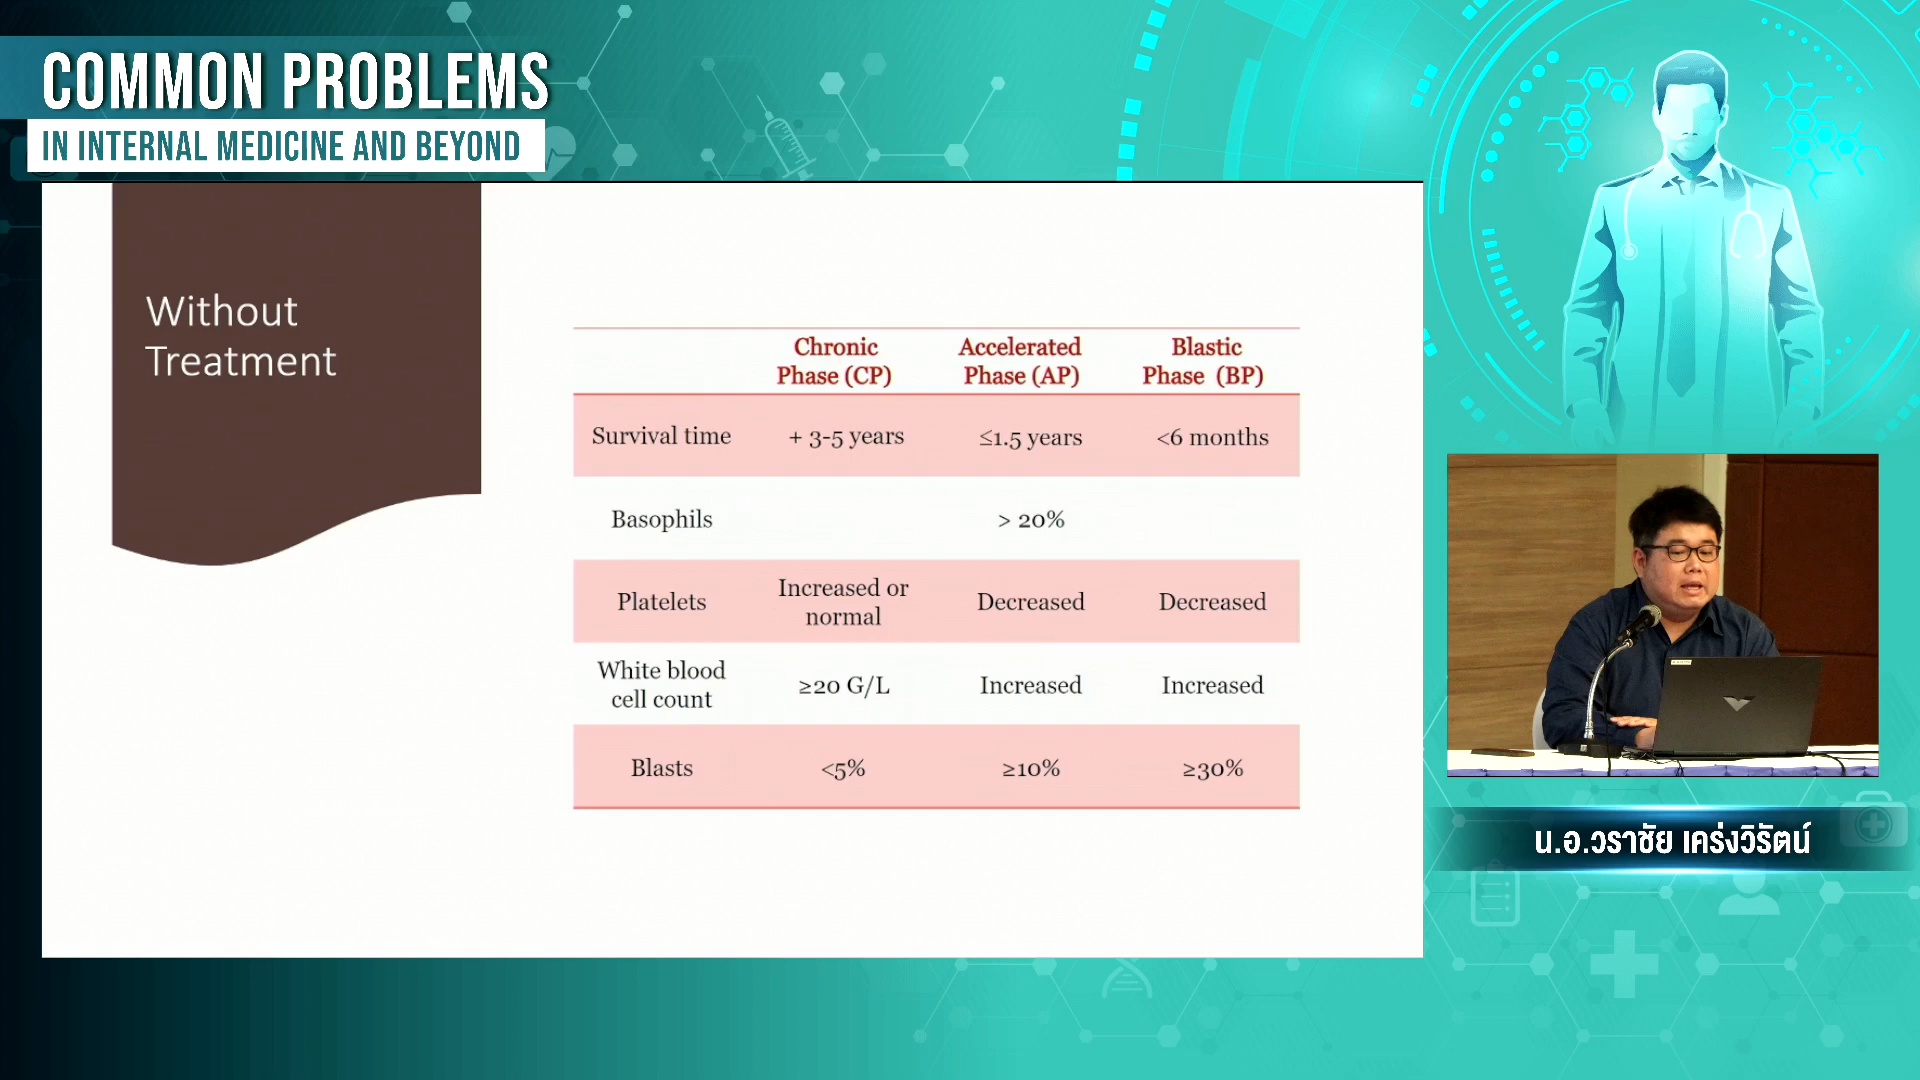 COMMON PROBLEMS
IN INTERNAL MEDICINE AND BEYOND
Without
Treatment
Chronic
Phase (CP)
Accelerated
Phase (AP)
Blastic
Phase (BP)
Survival time
+ 3-5 years
≤1.5 years
<6 months
Basophils
> 20%
Platelets
Increased or
normal
Decreased
Decreased
White blood
cell count
≥20 G/L
Increased
Increased
Blasts
<5%
≥10%
≥30%
น.อ.วราชัย เคร่งวิรัตน์